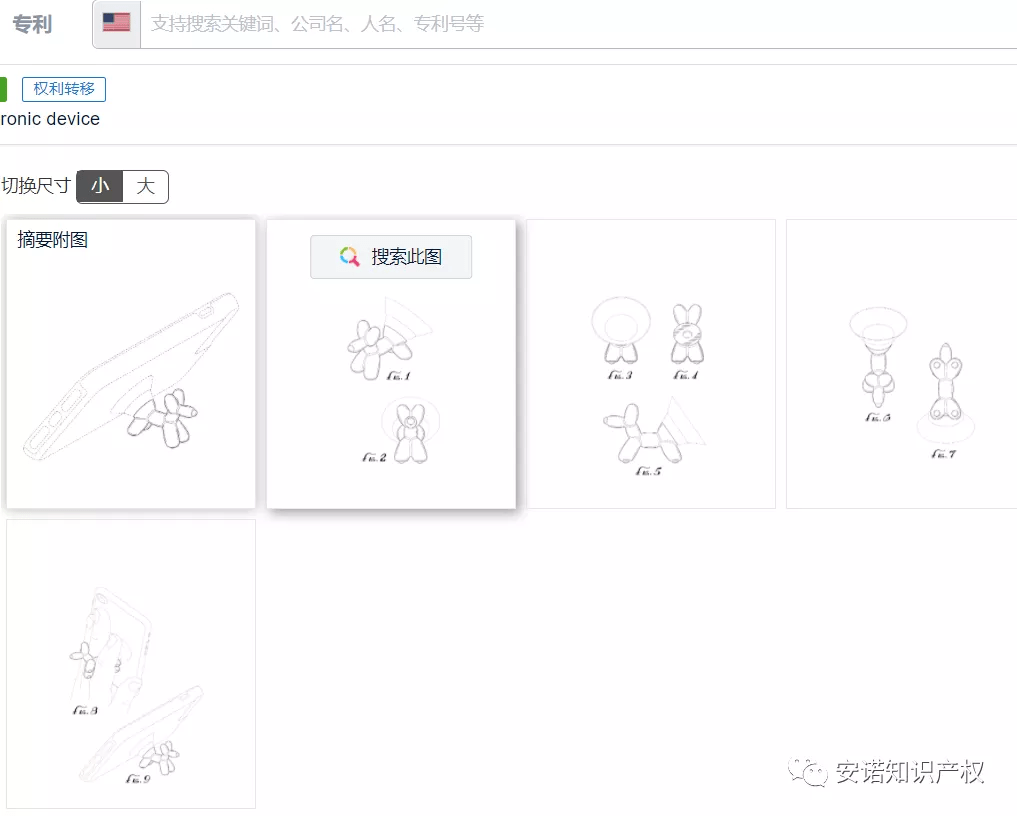 专利
支持搜索关键词、公司名、人名、专利号等
权利转移
ronic device
切换尺寸 小 大
摘要附图
搜索此图
fig.1
fig.2
fig.3
fig.4
fig.5
fig.6
fig.7
fig.8
fig.9
安诺知识产权